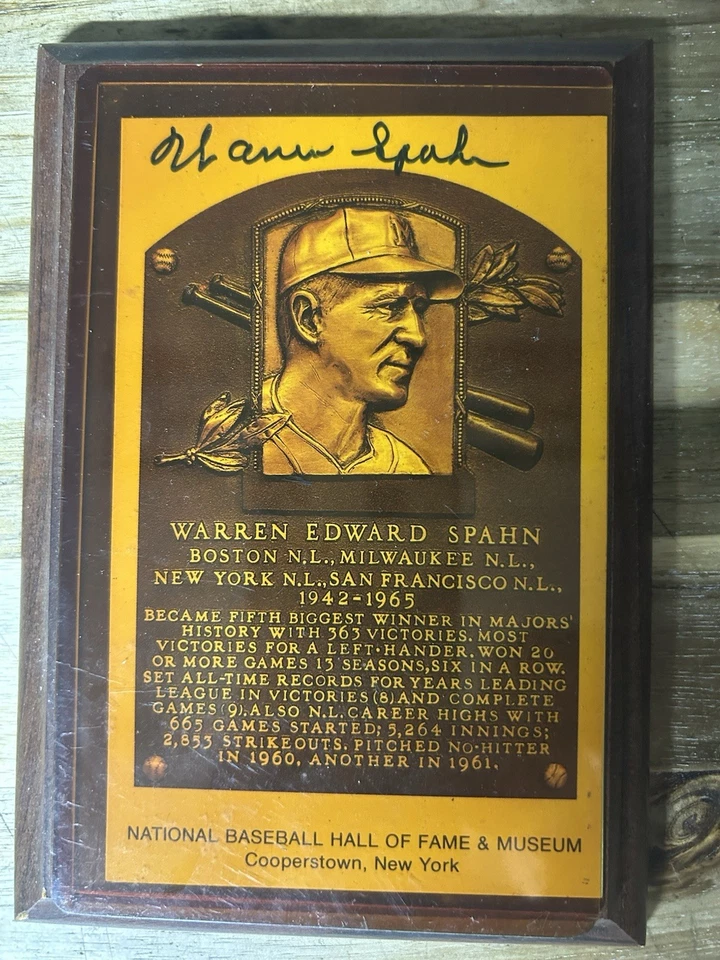 Warren Spahn
M
WARREN EDWARD SPAHN
BOSTON N.L., MILWAUKEE N.L.,
NEW YORK N.L., SAN FRANCISCO N.L.,
1942-1965
BECAME FIFTH BIGGEST WINNER IN MAJORS'
HISTORY WITH 363 VICTORIES. MOST
VICTORIES FOR A LEFT-HANDER. WON 20
OR MORE GAMES 13 SEASONS, SIX IN A ROW.
SET ALL-TIME RECORDS FOR YEARS LEADING
LEAGUE IN VICTORIES (8) AND COMPLETE
GAMES (9). ALSO N.L. CAREER HIGHS WITH
665 GAMES STARTED; 5,264 INNINGS;
2,853 STRIKEOUTS. PITCHED NO-HITTER
IN 1960, ANOTHER IN 1961.
NATIONAL BASEBALL HALL OF FAME & MUSEUM
Cooperstown, New York